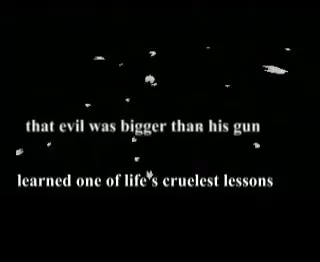 that evil was bigger than his gun
learned one of life's cruelest lessons